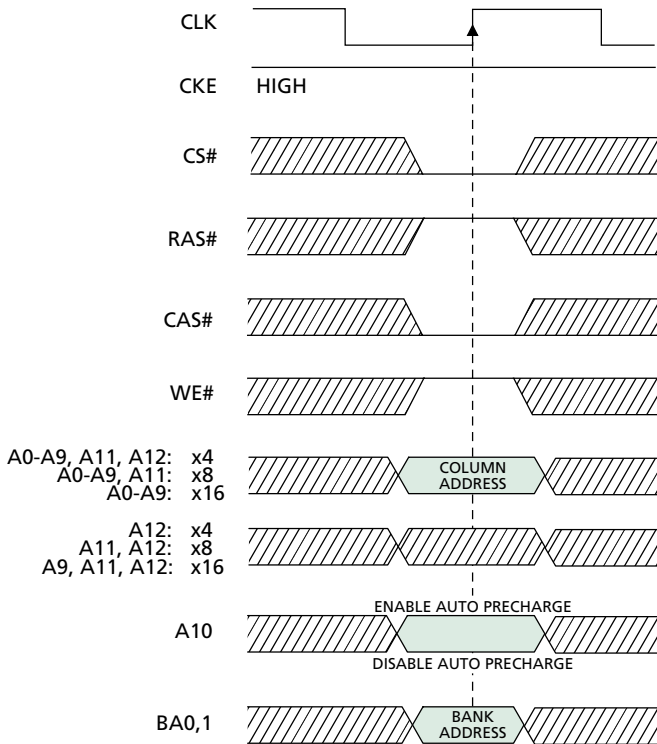 CLK
CKE HIGH
CS#
RAS#
CAS#
WE#
A0-A9, A11, A12: x4
A0-A9, A11: x8
A0-A9: x16
COLUMN
ADDRESS
A12: x4
A11, A12: x8
A9, A11, A12: x16
ENABLE AUTO PRECHARGE
A10
DISABLE AUTO PRECHARGE
BA0,1
BANK
ADDRESS